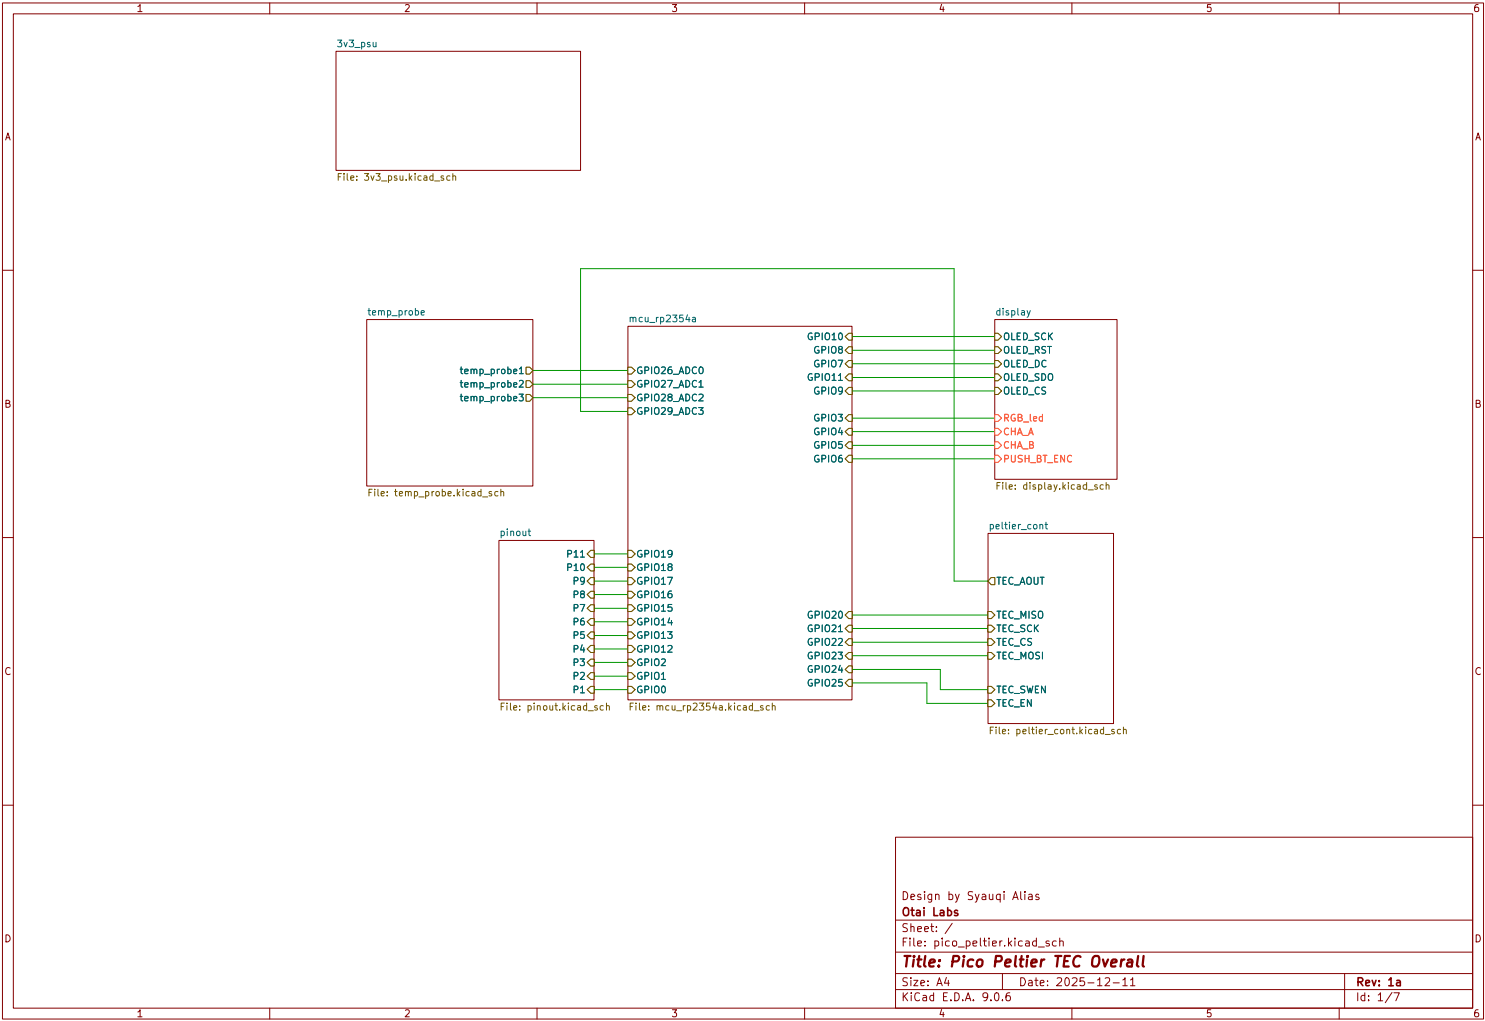 1 2 3 4 5 6
A A
B B
C C
D D
3v3_psu
File: 3v3_psu.kicad_sch
temp_probe
temp_probe1
temp_probe2
temp_probe3
File: temp_probe.kicad_sch
pinout
P11
P10
P9
P8
P7
P6
P5
P4
P3
P2
P1
File: pinout.kicad_sch
mcu_rp2354a
GPIO26_ADC0
GPIO27_ADC1
GPIO28_ADC2
GPIO29_ADC3
GPIO19
GPIO18
GPIO17
GPIO16
GPIO15
GPIO14
GPIO13
GPIO12
GPIO2
GPIO1
GPIO0
GPIO10
GPIO8
GPIO7
GPIO11
GPIO9
GPIO3
GPIO4
GPIO5
GPIO6
GPIO20
GPIO21
GPIO22
GPIO23
GPIO24
GPIO25
File: mcu_rp2354a.kicad_sch
display
OLED_SCK
OLED_RST
OLED_DC
OLED_SDO
OLED_CS
RGB_led
CHA_A
CHA_B
PUSH_BT_ENC
File: display.kicad_sch
peltier_cont
TEC_AOUT
TEC_MISO
TEC_SCK
TEC_CS
TEC_MOSI
TEC_SWEN
TEC_EN
File: peltier_cont.kicad_sch
Design by Syauqi Alias
Otai Labs
Sheet: /
File: pico_peltier.kicad_sch
Title: Pico Peltier TEC Overall
Size: A4 Date: 2025-12-11 Rev: 1a
KiCad E.D.A. 9.0.6 Id: 1/7
1 2 3 4 5 6